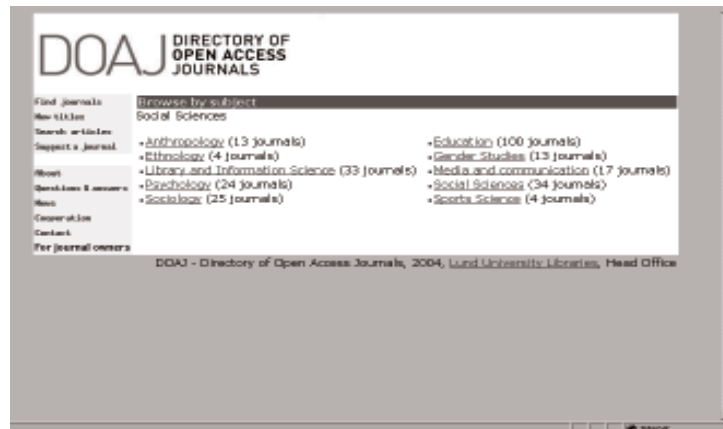 DOAJ DIRECTORY OF
OPEN ACCESS
JOURNALS
Find journals
New titles
Search articles
Suggest a journal
About
Questions & answers
News
Cooperation
Contact
For journal owners
Browse by subject
Social Sciences
Anthropology (13 journals)
Ethnology (4 journals)
Library and Information Science (33 journals)
Psychology (24 journals)
Sociology (25 journals)
Education (100 journals)
Gender Studies (13 journals)
Media and communication (17 journals)
Social Sciences (34 journals)
Sports Science (4 journals)
DOAJ - Directory of Open Access Journals, 2004, Lund University Libraries, Head Office